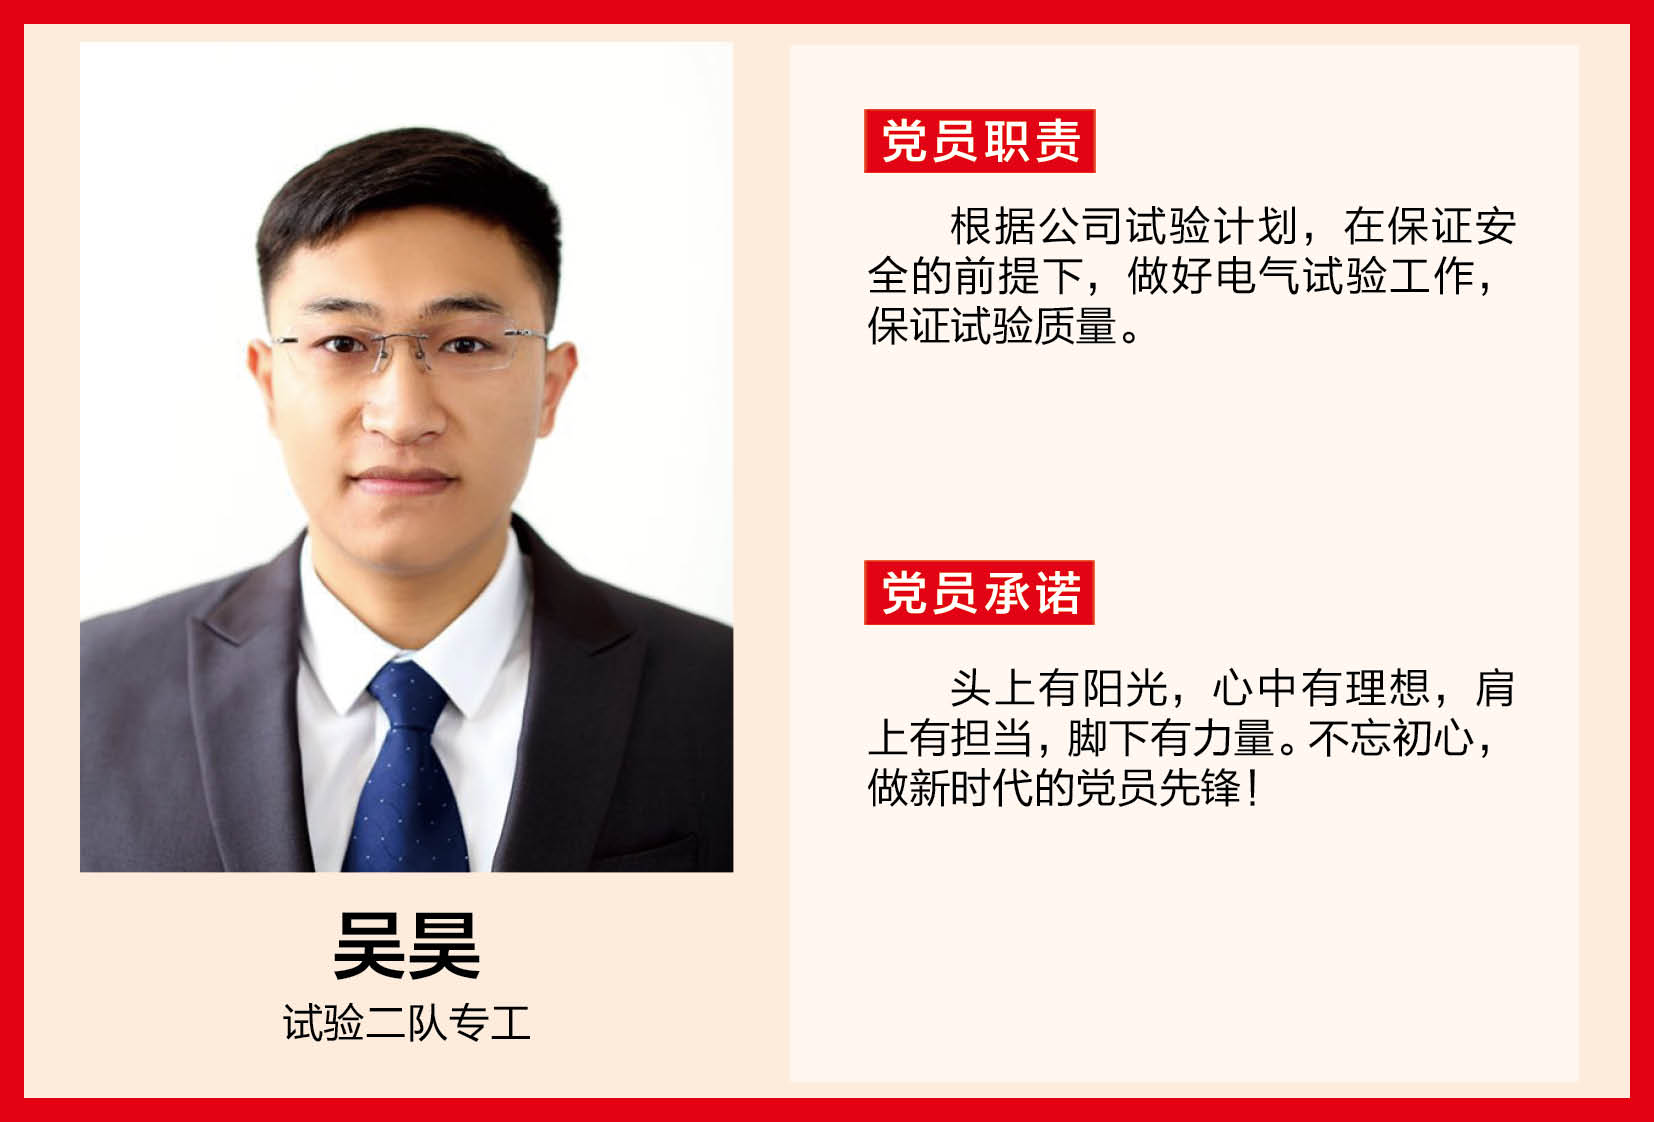 吴昊
试验二队专工
党员职责
根据公司试验计划，在保证安
全的前提下，做好电气试验工作，
保证试验质量。
党员承诺
头上有阳光，心中有理想，肩
上有担当，脚下有力量。不忘初心，
做新时代的党员先锋！